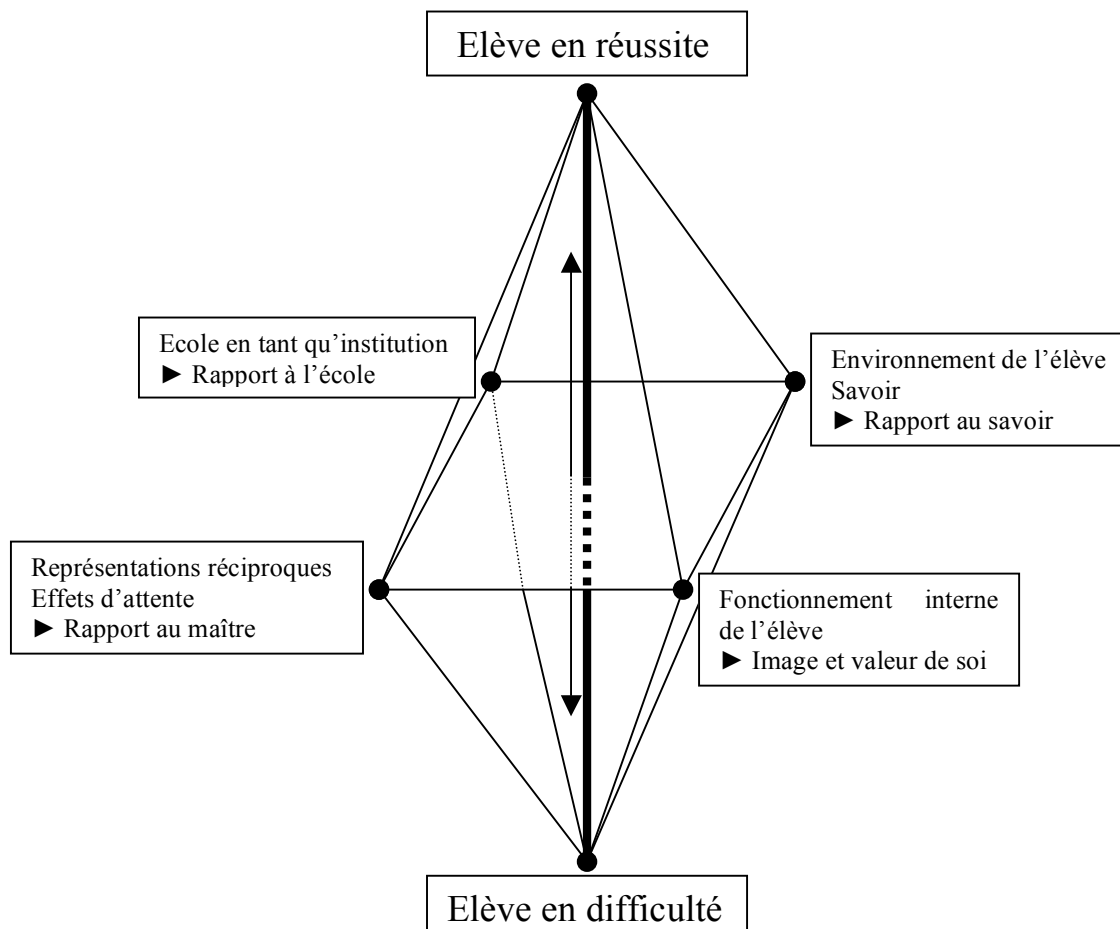 Elève en réussite
Ecole en tant qu’institution
► Rapport à l’école
Environnement de l’élève
Savoir
► Rapport au savoir
Représentations réciproques
Effets d’attente
► Rapport au maître
Fonctionnement interne
de l’élève
► Image et valeur de soi
Elève en difficulté